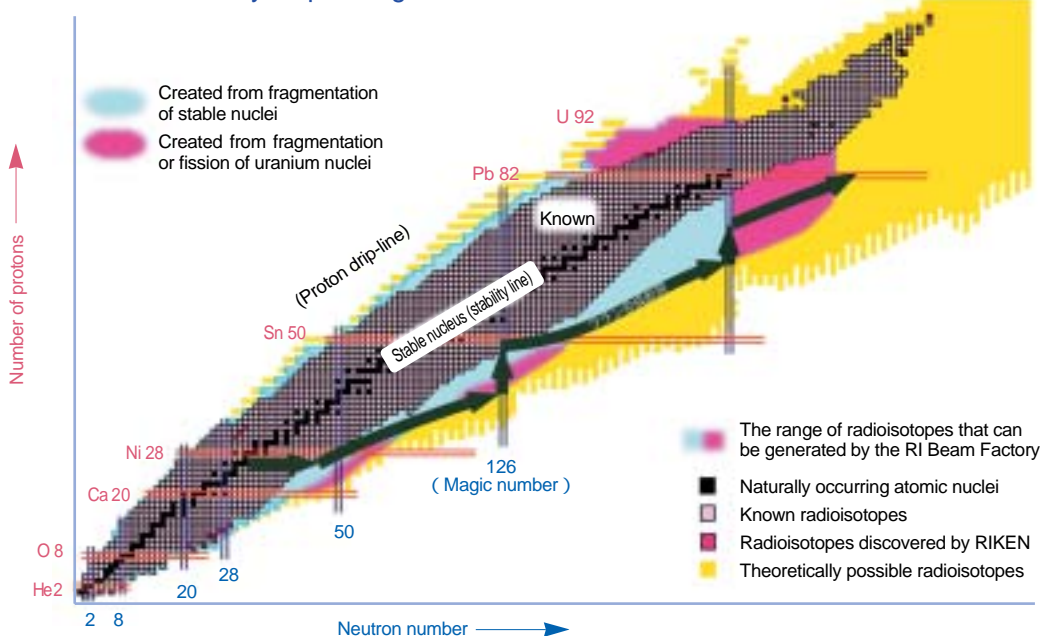 Created from fragmentation
of stable nuclei
Created from fragmentation
or fission of uranium nuclei
U 92
Pb 82
Known
(Proton drip-line)
Stable nucleus (stability line)
Sn 50
Number of protons
Ni 28
Ca 20
O 8
He 2
126
( Magic number )
50
28
20
2
8
Neutron number
The range of radioisotopes that can
be generated by the RI Beam Factory
Naturally occurring atomic nuclei
Known radioisotopes
Radioisotopes discovered by RIKEN
Theoretically possible radioisotopes